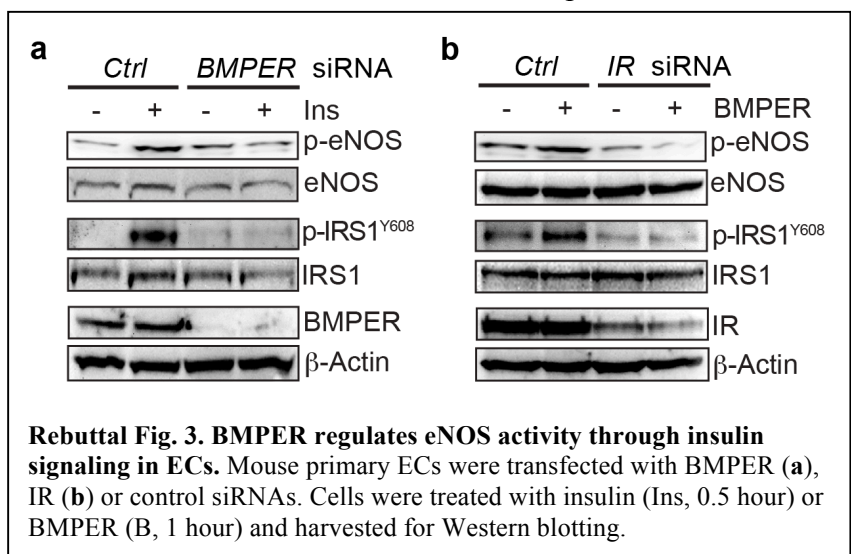 a
Ctrl BMPER siRNA
- + - + Ins
p-eNOS
eNOS
p-IRS1Y608
IRS1
BMPER
β-Actin
b
Ctrl IR siRNA
- + - + BMPER
p-eNOS
eNOS
p-IRS1Y608
IRS1
IR
β-Actin
Rebuttal Fig. 3. BMPER regulates eNOS activity through insulin
signaling in ECs. Mouse primary ECs were transfected with BMPER (a),
IR (b) or control siRNAs. Cells were treated with insulin (Ins, 0.5 hour) or
BMPER (B, 1 hour) and harvested for Western blotting.